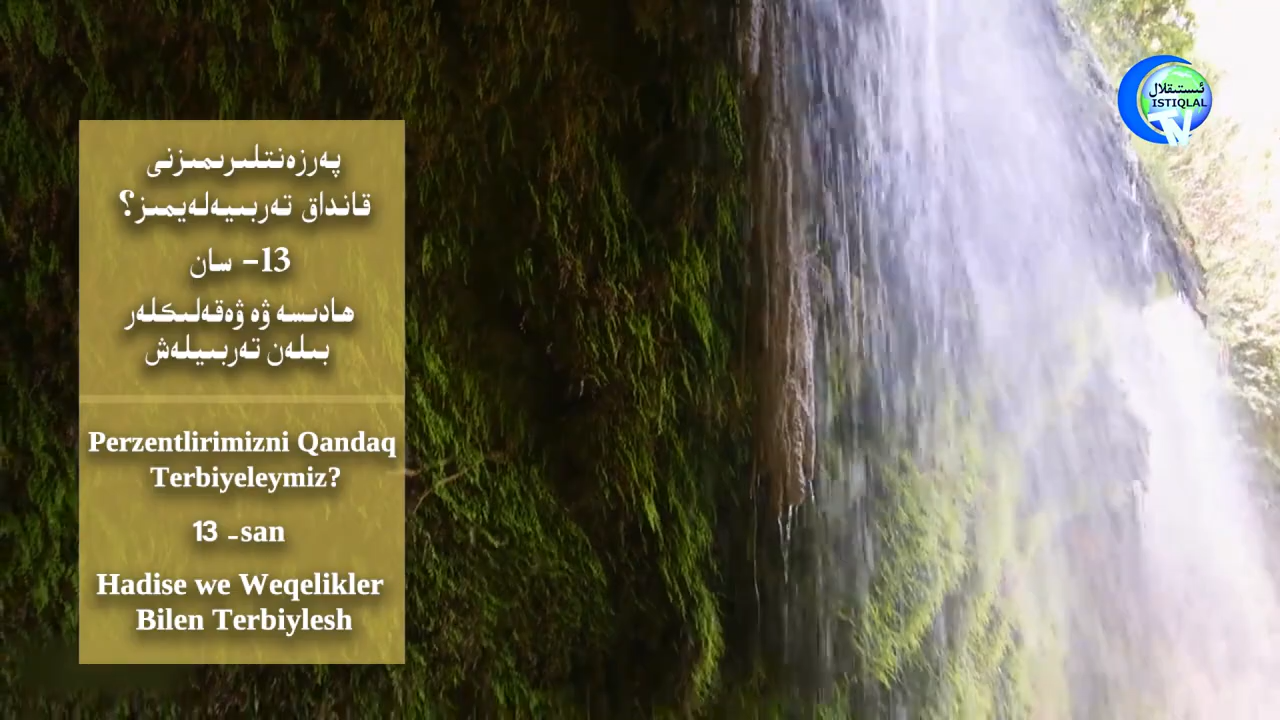 پەرزەنتلىرىمىزنى
قانداق تەربىيەلەيمىز؟
13- سان
ھادىسە ۋە ۋەقەلىكلەر
بىلەن تەربىيلەش
Perzentlirimizni Qandaq
Terbiyeleymiz?
13 -san
Hadise we Weqelikler
Bilen Terbiylesh
ئىستىقلال
ISTIQLAL
TV